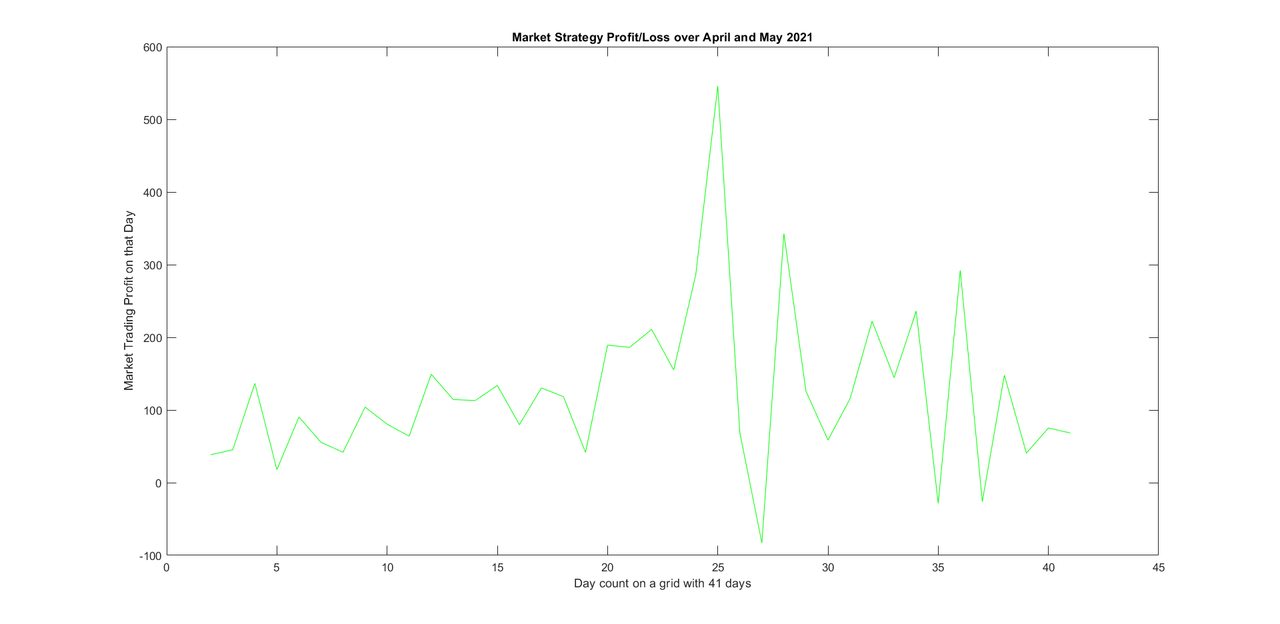 Market Strategy Profit/Loss over April and May 2021
600
500
400
300
200
100
0
-100
Market Trading Profit on that Day
0 5 10 15 20 25 30 35 40 45
Day count on a grid with 41 days